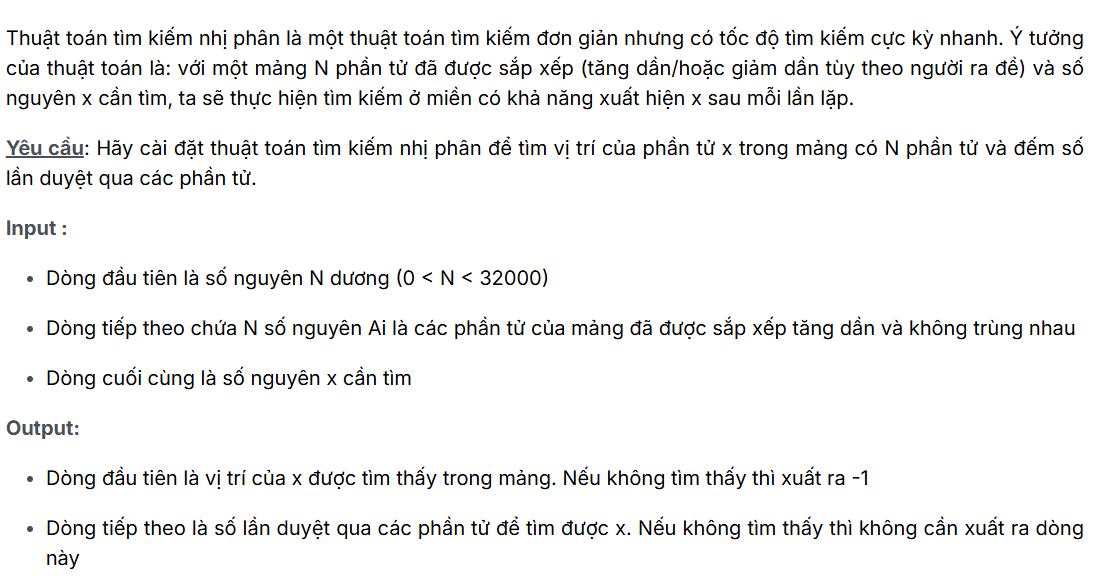 Thuật toán tìm kiếm nhị phân là một thuật toán tìm kiếm đơn giản nhưng có tốc độ tìm kiếm cực kỳ nhanh. Ý tưởng
của thuật toán là: với một mảng N phần tử đã được sắp xếp (tăng dần/hoặc giảm dần tùy theo người ra đề) và số
nguyên x cần tìm, ta sẽ thực hiện tìm kiếm ở miền có khả năng xuất hiện x sau mỗi lần lặp.
Yêu cầu: Hãy cài đặt thuật toán tìm kiếm nhị phân để tìm vị trí của phần tử x trong mảng có N phần tử và đếm số
lần duyệt qua các phần tử.
Input :
• Dòng đầu tiên là số nguyên N dương (0 < N < 32000)
• Dòng tiếp theo chứa N số nguyên Ai là các phần tử của mảng đã được sắp xếp tăng dần và không trùng nhau
• Dòng cuối cùng là số nguyên x cần tìm
Output:
• Dòng đầu tiên là vị trí của x được tìm thấy trong mảng. Nếu không tìm thấy thì xuất ra -1
• Dòng tiếp theo là số lần duyệt qua các phần tử để tìm được x. Nếu không tìm thấy thì không cần xuất ra dòng
này